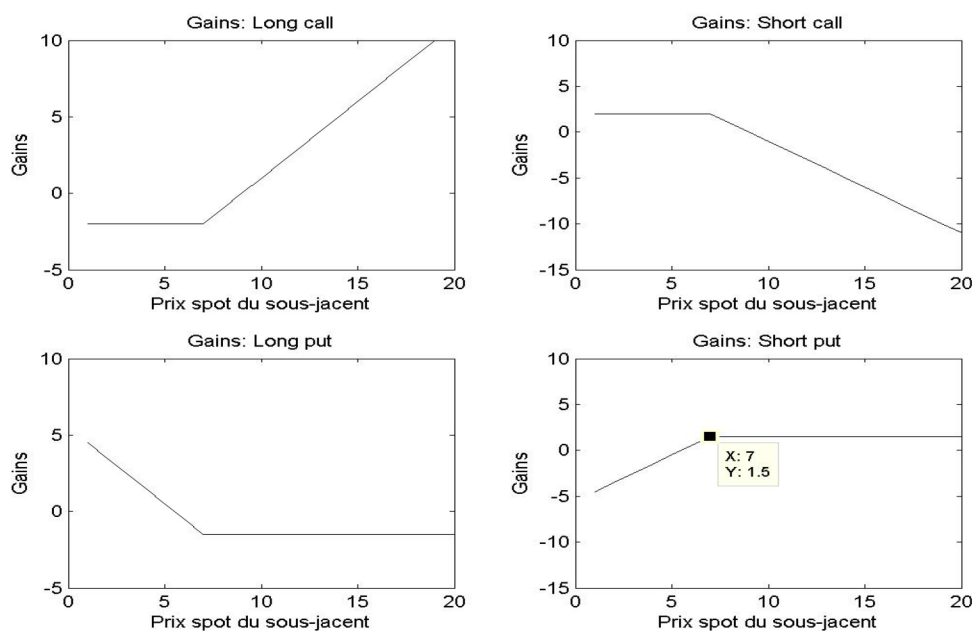 Gains: Long call
10
5
0
-5
Gains
0 5 10 15 20
Prix spot du sous-jacent
Gains: Short call
10
5
0
-5
-10
-15
Gains
0 5 10 15 20
Prix spot du sous-jacent
Gains: Long put
10
5
0
-5
Gains
0 5 10 15 20
Prix spot du sous-jacent
Gains: Short put
10
5
0
-5
-10
-15
Gains
X: 7
Y: 1.5
0 5 10 15 20
Prix spot du sous-jacent